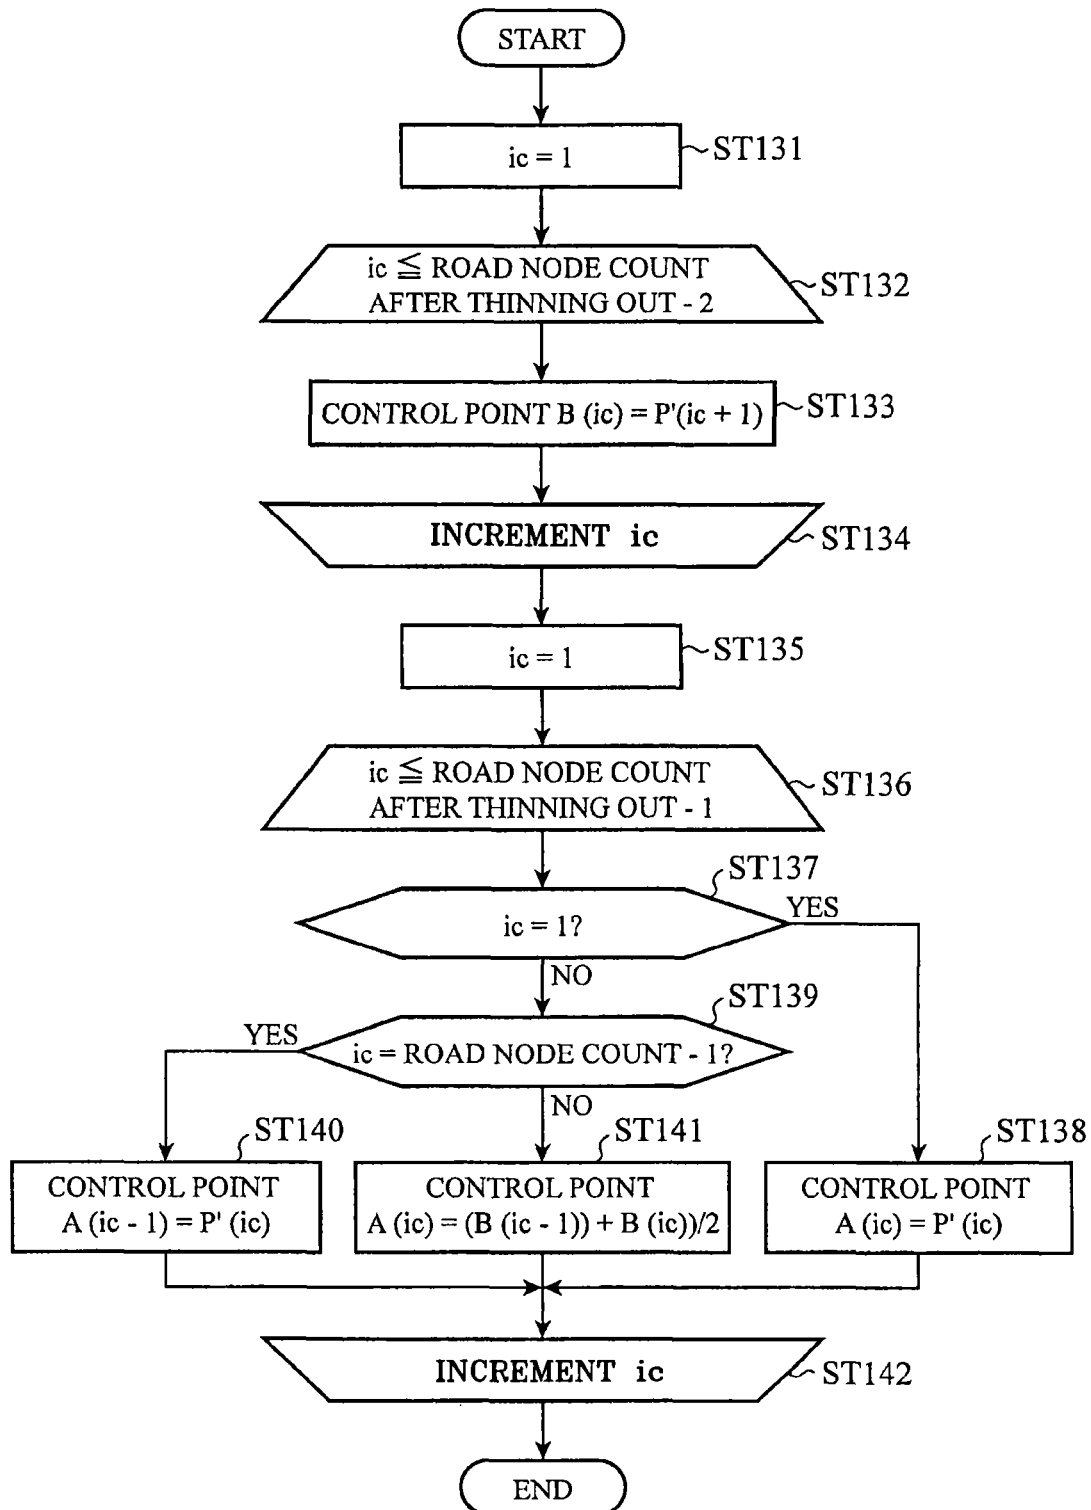 START
ic = 1
ST131
ic ≦ ROAD NODE COUNT
AFTER THINNING OUT - 2
ST132
CONTROL POINT B (ic) = P'(ic + 1)
ST133
INCREMENT ic
ST134
ic = 1
ST135
ic ≦ ROAD NODE COUNT
AFTER THINNING OUT - 1
ST136
ST137
ic = 1?
YES
NO
ST139
YES
ic = ROAD NODE COUNT - 1?
NO
ST140
CONTROL POINT
A (ic - 1) = P' (ic)
ST141
CONTROL POINT
A (ic) = (B (ic - 1)) + B (ic))/2
ST138
CONTROL POINT
A (ic) = P' (ic)
INCREMENT ic
ST142
END